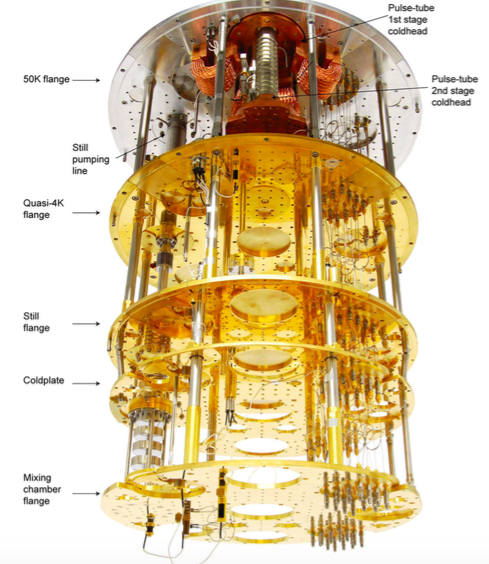 Pulse-tube
1st stage
coldhead
50K flange
Pulse-tube
2nd stage
coldhead
Still
pumping
line
Quasi-4K
flange
Still
flange
Coldplate
Mixing
chamber
flange